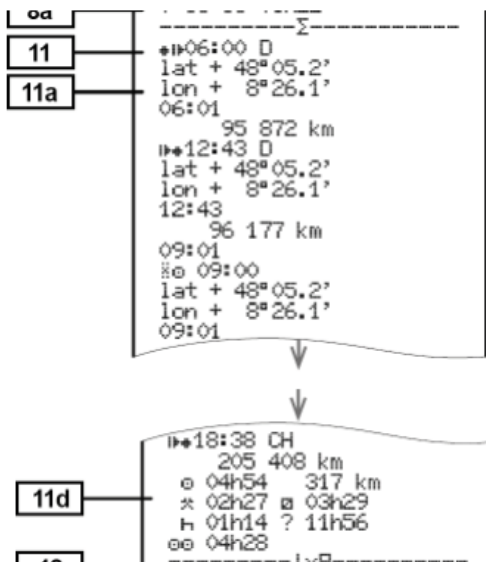 8a
-----------Σ-----------
11
06:00 D
11a
lat + 48°05.2’
lon + 8°26.1’
06:01
95 872 km
12:43 D
lat + 48°05.2’
lon + 8°26.1’
12:43
96 177 km
09:01
09:00
lat + 48°05.2’
lon + 8°26.1’
09:01
18:38 CH
205 408 km
04h54 317 km
11d
02h27 03h29
01h14 ? 11h56
04h28